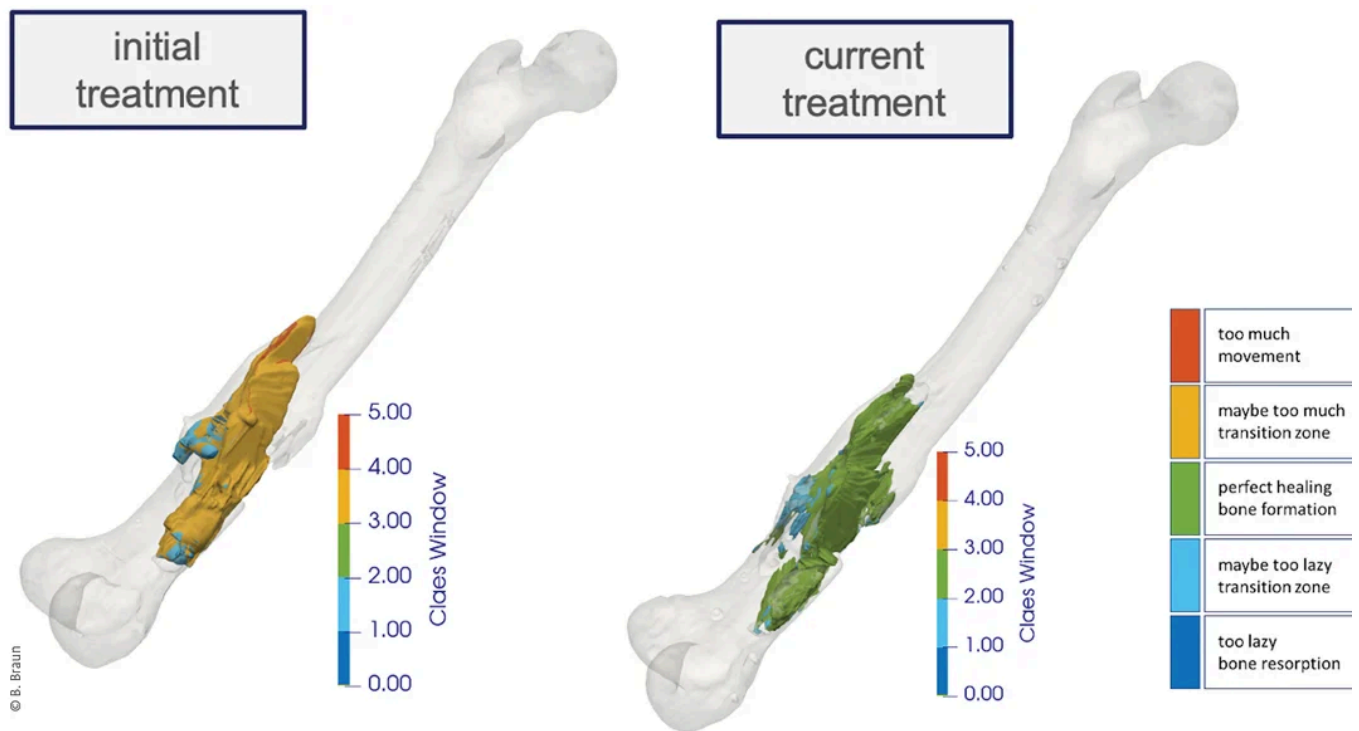 initial
treatment
current
treatment
5.00
4.00
3.00
2.00
1.00
0.00
Claes Window
5.00
4.00
3.00
2.00
1.00
0.00
Claes Window
too much
movement
maybe too much
transition zone
perfect healing
bone formation
maybe too lazy
transition zone
too lazy
bone resorption
© B. Braun